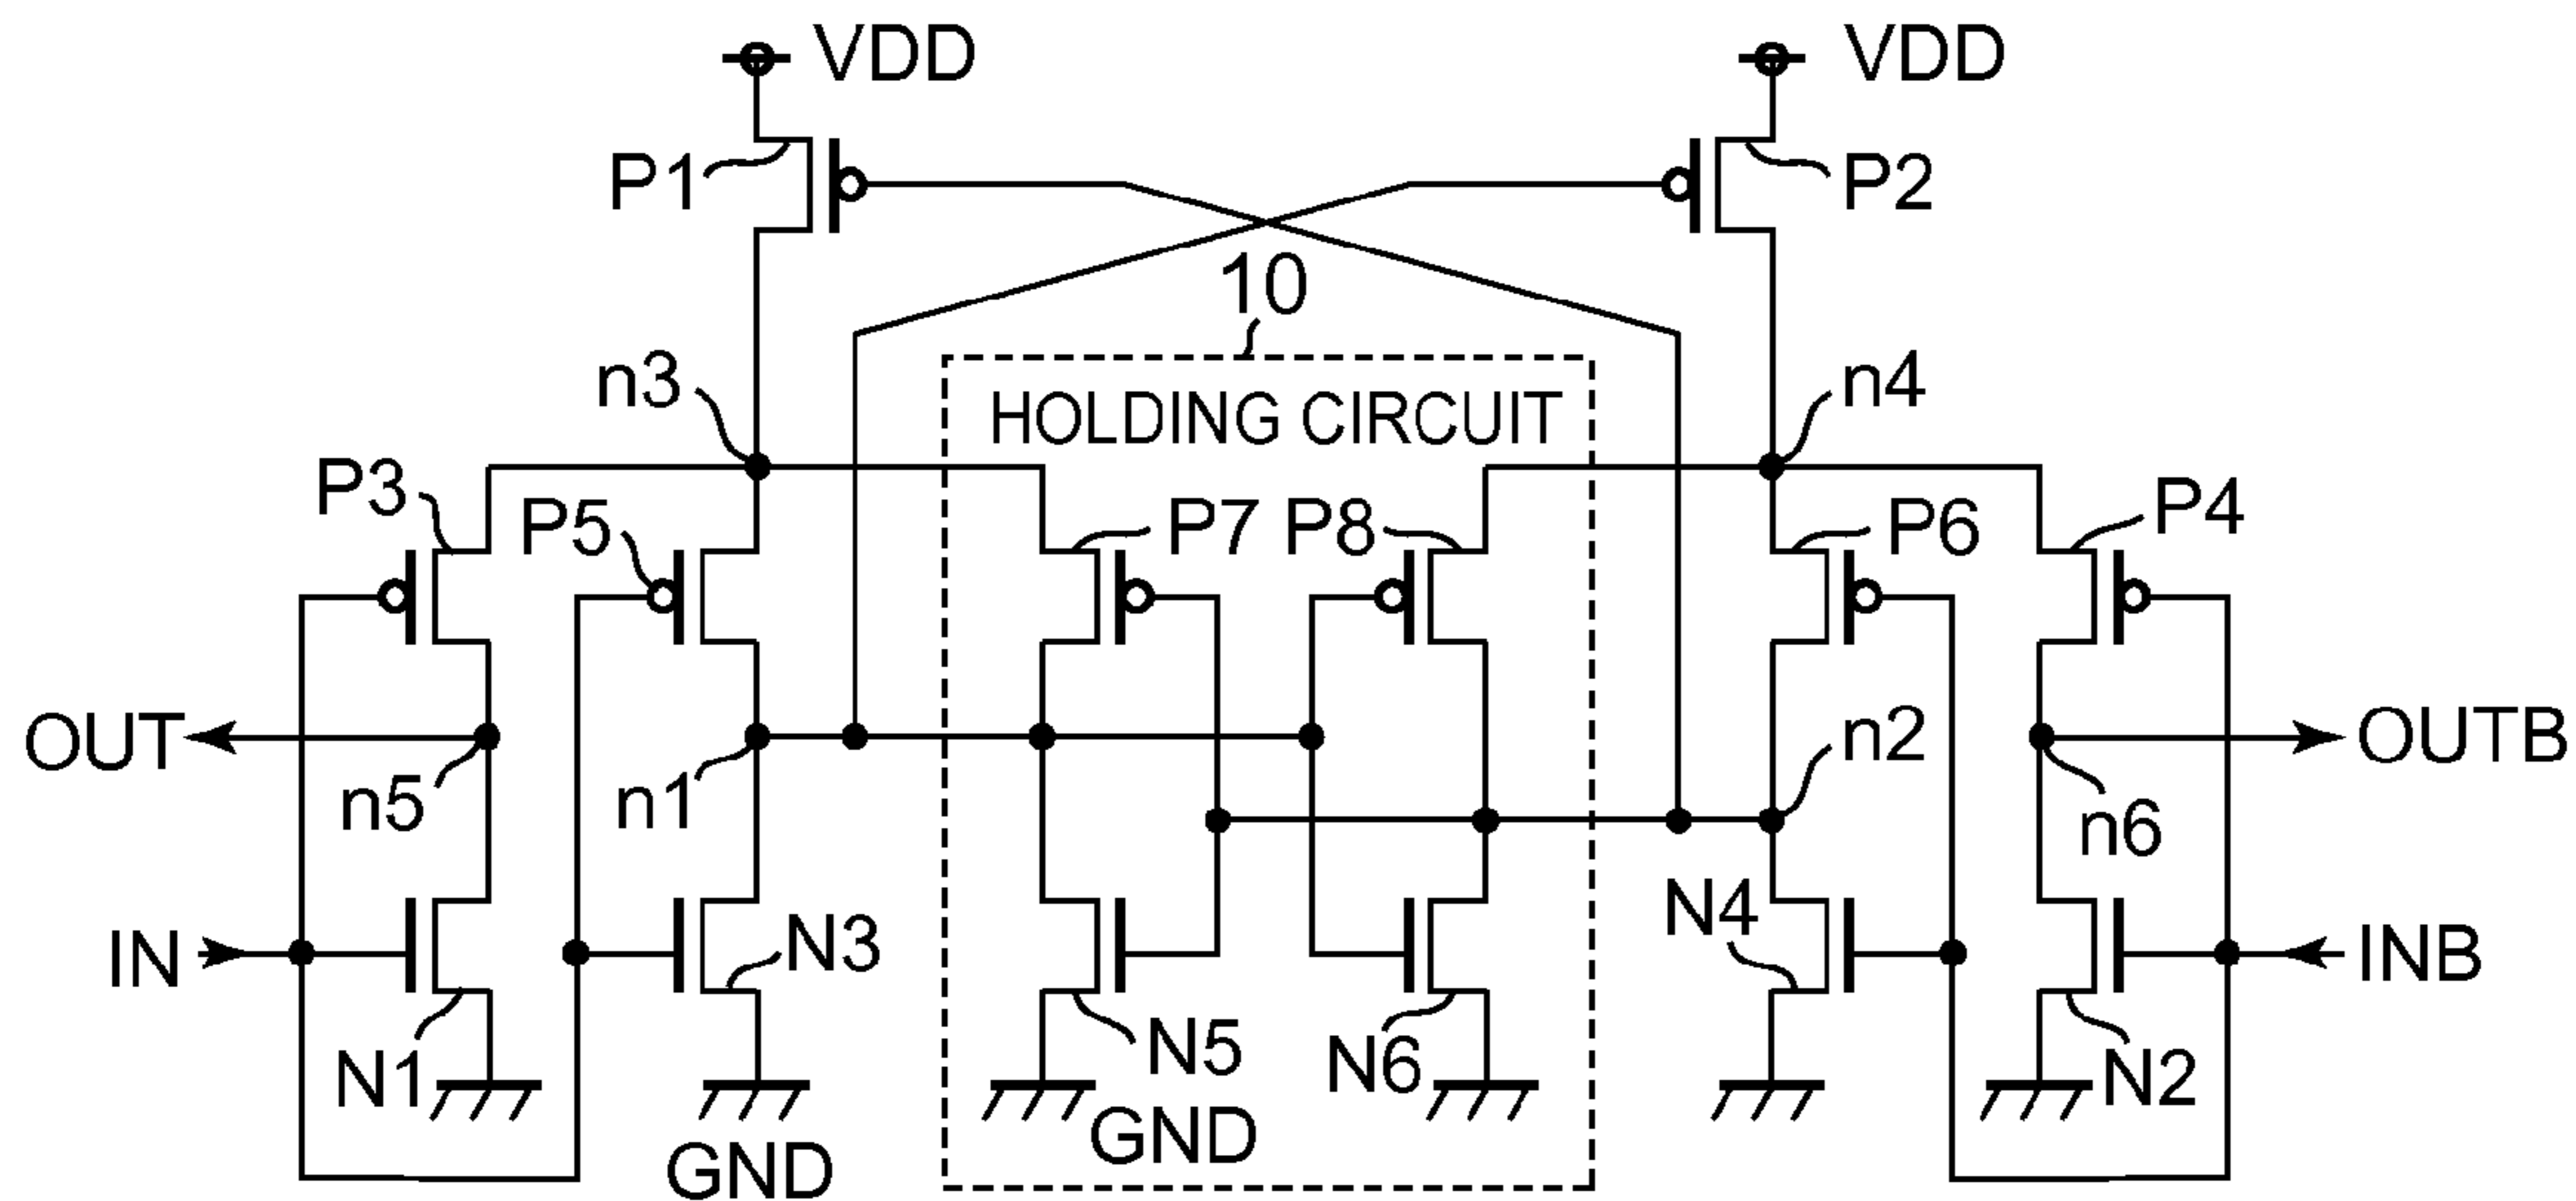 VDD
VDD
P1
P2
10
n3
HOLDING CIRCUIT
n4
P3
P5
P7
P8
P6
P4
OUT
n5
n1
n2
OUTB
n6
IN
N3
N4
INB
N1
N5
N6
N2
GND
GND